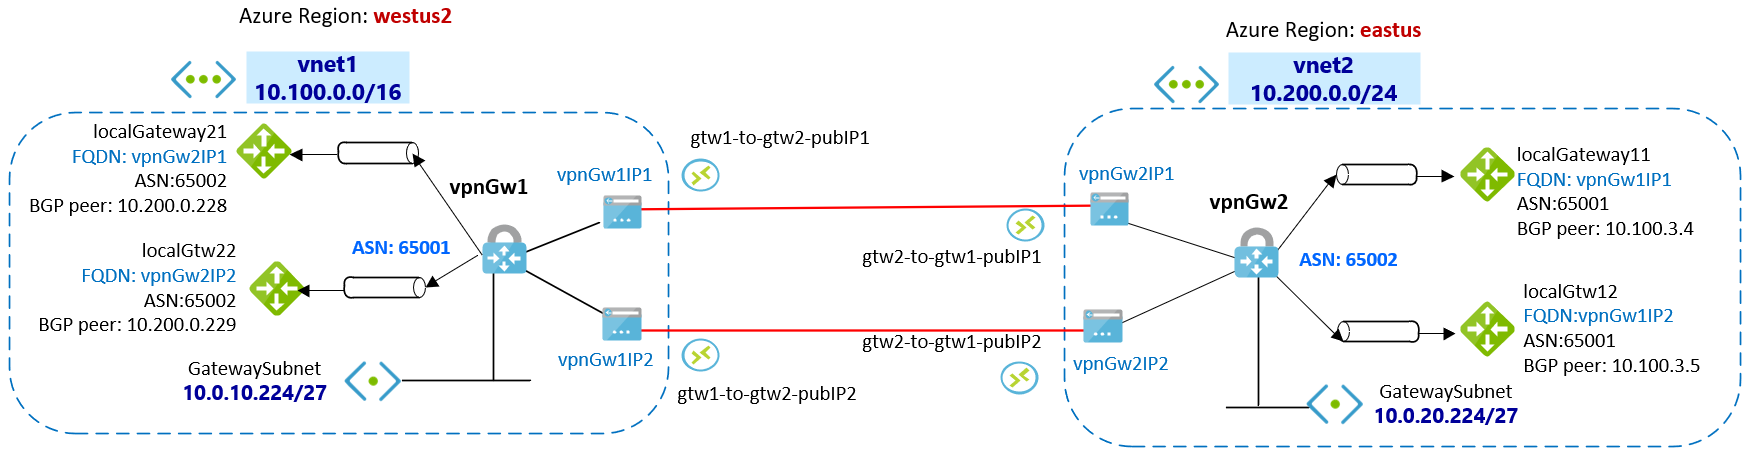 Azure Region: westus2
vnet1
10.100.0.0/16
localGateway21
FQDN: vpnGw2IP1
ASN:65002
BGP peer: 10.200.0.228
localGtw22
FQDN: vpnGw2IP2
ASN:65002
BGP peer: 10.200.0.229
vpnGw1
ASN: 65001
GatewaySubnet
10.0.10.224/27
vpnGw1IP1
vpnGw1IP2
gtw1-to-gtw2-pubIP1
gtw2-to-gtw1-pubIP1
gtw2-to-gtw1-pubIP2
gtw1-to-gtw2-pubIP2
Azure Region: eastus
vnet2
10.200.0.0/24
vpnGw2IP1
vpnGw2IP2
vpnGw2
ASN: 65002
localGateway11
FQDN: vpnGw1IP1
ASN:65001
BGP peer: 10.100.3.4
localGtw12
FQDN:vpnGw1IP2
ASN:65001
BGP peer: 10.100.3.5
GatewaySubnet
10.0.20.224/27